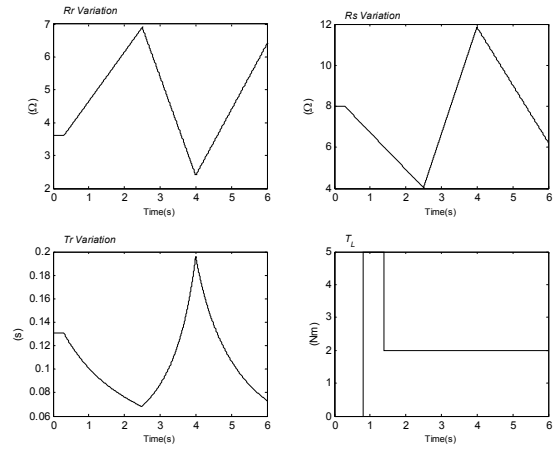 Rr Variation
7
6
5
4
3
2
(Ω)
0 1 2 3 4 5 6
Time(s)
Rs Variation
12
10
8
6
4
(Ω)
0 1 2 3 4 5 6
Time(s)
Tr Variation
0.2
0.18
0.16
0.14
0.12
0.1
0.08
0.06
(s)
0 1 2 3 4 5 6
Time(s)
T_L
5
4
3
2
1
0
(Nm)
0 1 2 3 4 5 6
Time(s)